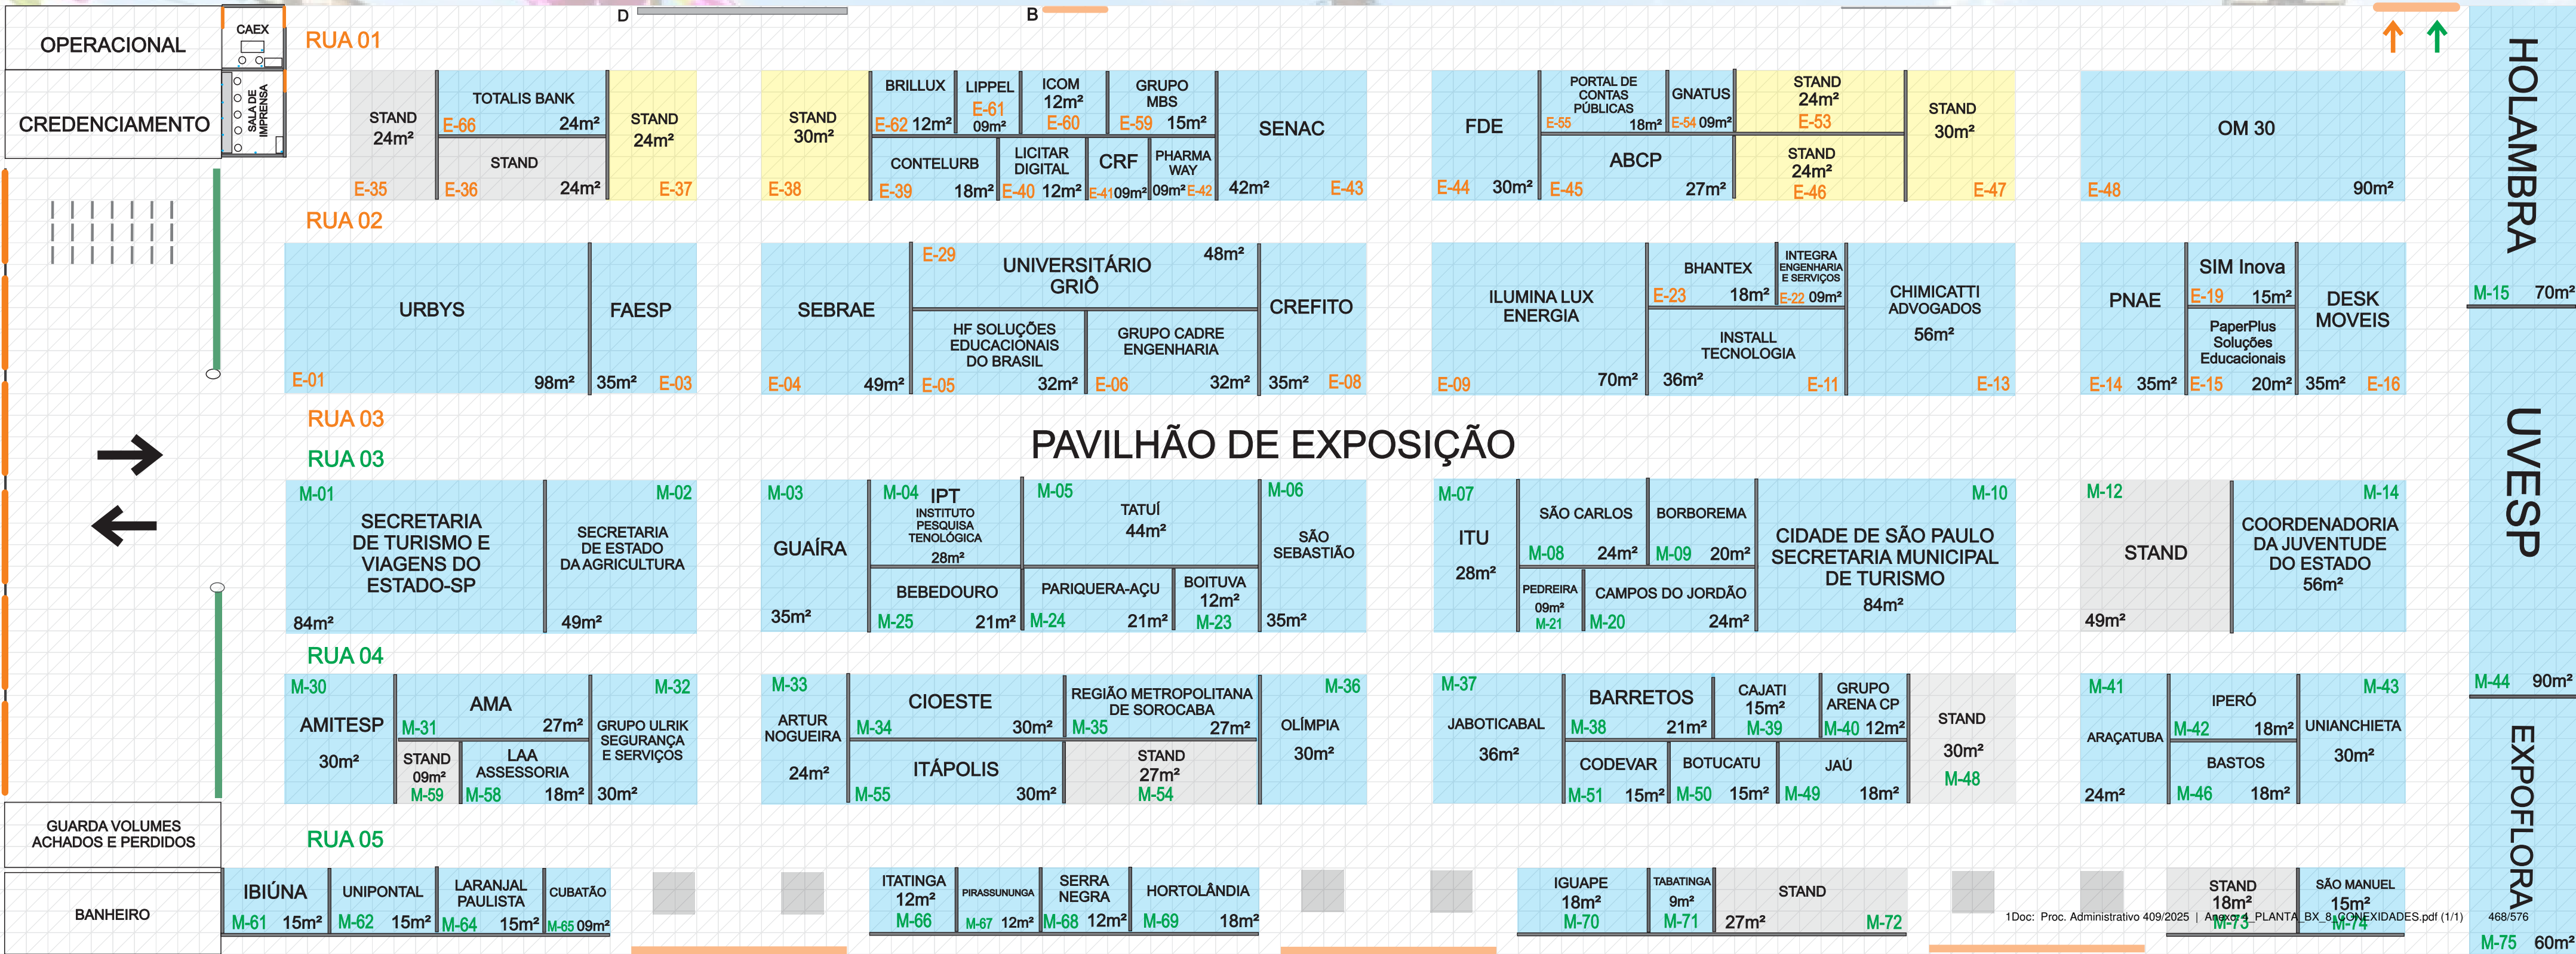 D
B
OPERACIONAL
CAEX
RUA 01
CREDENCIAMENTO
SALA DE
IMPRENSA
STAND
24m²
E-35
TOTALIS BANK
E-66 24m²
STAND
E-36 24m²
STAND
24m²
E-37
STAND
30m²
E-38
BRILLUX
E-62 12m²
LIPPEL
E-61
09m²
ICOM
12m²
E-60
GRUPO
MBS
E-59 15m²
CONTELURB
E-39 18m²
LICITAR
DIGITAL
E-40 12m²
CRF
E-41 09m²
PHARMA
WAY
09m² E-42
SENAC
42m² E-43
FDE
E-44 30m²
PORTAL DE
CONTAS
PÚBLICAS
E-55 18m²
GNATUS
E-54 09m²
STAND
24m²
E-53
ABCP
E-45 27m²
STAND
24m²
E-46
STAND
30m²
E-47
OM 30
E-48 90m²
HOLAMBRA
M-15 70m²
RUA 02
URBYS
E-01 98m²
FAESP
35m² E-03
SEBRAE
E-04 49m²
E-29 48m²
UNIVERSITÁRIO
GRIÔ
HF SOLUÇÕES
EDUCACIONAIS
DO BRASIL
E-05 32m²
GRUPO CADRE
ENGENHARIA
E-06 32m²
CREFITO
35m² E-08
ILUMINA LUX
ENERGIA
E-09 70m²
BHANTEX
E-23 18m²
INTEGRA
ENGENHARIA
E SERVIÇOS
E-22 09m²
INSTALL
TECNOLOGIA
36m² E-11
CHIMICATTI
ADVOGADOS
56m²
E-13
PNAE
E-14 35m²
SIM Inova
E-19 15m²
PaperPlus
Soluções
Educacionais
E-15 20m²
DESK
MOVEIS
35m² E-16
RUA 03
PAVILHÃO DE EXPOSIÇÃO
RUA 03
UVESP
M-44 90m²
M-01
SECRETARIA
DE TURISMO E
VIAGENS DO
ESTADO-SP
84m²
M-02
SECRETARIA
DE ESTADO
DA AGRICULTURA
49m²
M-03
GUAÍRA
35m²
M-04 IPT
INSTITUTO
PESQUISA
TENOLÓGICA
28m²
M-05
TATUÍ
44m²
BEBEDOURO
M-25 21m²
PARIQUERA-AÇU
M-24 21m²
BOITUVA
12m²
M-23
M-06
SÃO
SEBASTIÃO
35m²
M-07
ITU
28m²
SÃO CARLOS
M-08 24m²
BORBOREMA
M-09 20m²
PEDREIRA
09m²
M-21
CAMPOS DO JORDÃO
M-20 24m²
M-10
CIDADE DE SÃO PAULO
SECRETARIA MUNICIPAL
DE TURISMO
84m²
M-12
STAND
49m²
M-14
COORDENADORIA
DA JUVENTUDE
DO ESTADO
56m²
RUA 04
M-30
AMITESP
30m²
AMA
M-31 27m²
STAND
09m²
M-59
LAA
ASSESSORIA
M-58 18m²
M-32
GRUPO ULRIK
SEGURANÇA
E SERVIÇOS
30m²
M-33
ARTUR
NOGUEIRA
24m²
CIOESTE
M-34 30m²
REGIÃO METROPOLITANA
DE SOROCABA
M-35 27m²
ITÁPOLIS
M-55 30m²
STAND
27m²
M-54
M-36
OLÍMPIA
30m²
M-37
JABOTICABAL
36m²
BARRETOS
M-38 21m²
CAJATI
15m²
M-39
GRUPO
ARENA CP
M-40 12m²
CODEVAR
M-51 15m²
BOTUCATU
M-50 15m²
JAÚ
M-49 18m²
STAND
30m²
M-48
M-41
ARAÇATUBA
24m²
IPERÓ
M-42 18m²
BASTOS
M-46 18m²
M-43
UNIANCHIETA
30m²
EXPOFLORA
M-75 60m²
GUARDA VOLUMES
ACHADOS E PERDIDOS
RUA 05
BANHEIRO
IBIÚNA
M-61 15m²
UNIPONTAL
M-62 15m²
LARANJAL
PAULISTA
M-64 15m²
CUBATÃO
M-65 09m²
ITATINGA
12m²
M-66
PIRASSUNUNGA
M-67 12m²
SERRA
NEGRA
M-68 12m²
HORTOLÂNDIA
M-69 18m²
IGUAPE
18m²
M-70
TABATINGA
9m²
M-71
STAND
27m² M-72
STAND
18m²
M-73
SÃO MANUEL
15m²
M-74
1Doc: Proc. Administrativo 409/2025 | Anexo: 4_PLANTA_BX_8_CONEXIDADES.pdf (1/1) 468/576